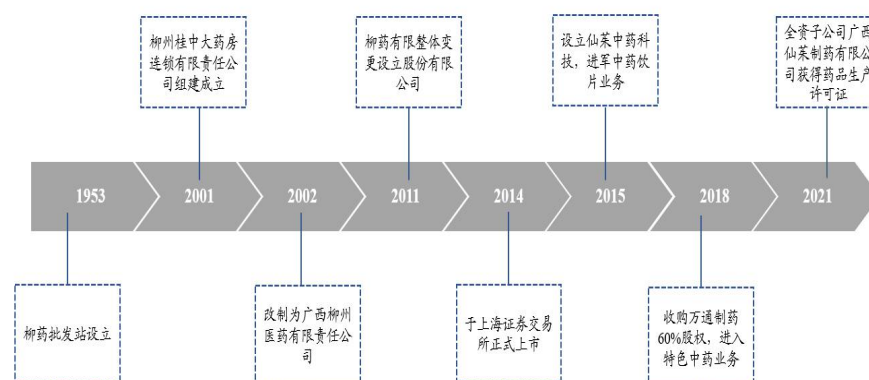 柳州桂中大药房
连锁有限责任公
司组建成立
柳药有限整体变
更设立股份有限
公司
设立仙茱中药科
技，进军中药饮
片业务
全资子公司广西
仙茱制药有限公
司获得药品生产
许可证
1953
2001
2002
2011
2014
2015
2018
2021
柳药批发站设立
改制为广西柳州
医药有限责任公
司
于上海证券交易
所正式上市
收购万通制药
60%股权，进入
特色中药业务